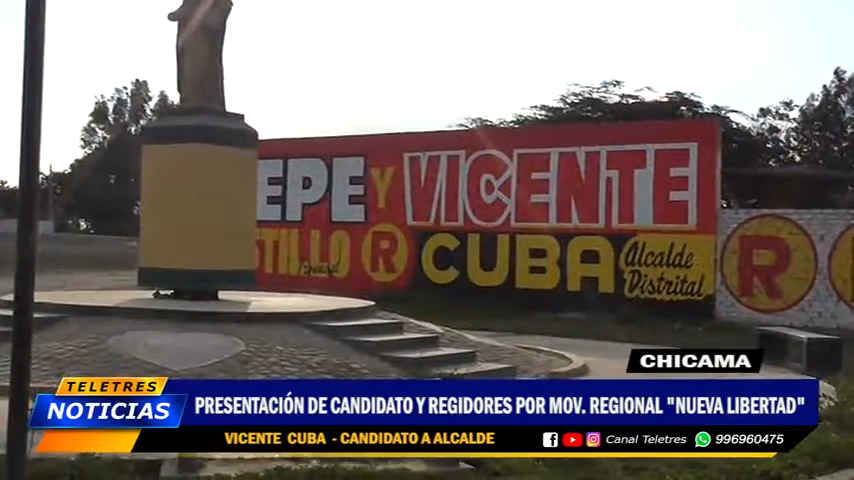 EPE Y VICENTE
STILLO R CUBA Alcalde
Distrital
R
CHICAMA
TELETRES
NOTICIAS
PRESENTACIÓN DE CANDIDATO Y REGIDORES POR MOV. REGIONAL "NUEVA LIBERTAD"
VICENTE CUBA - CANDIDATO A ALCALDE
Canal Teletres 996960475